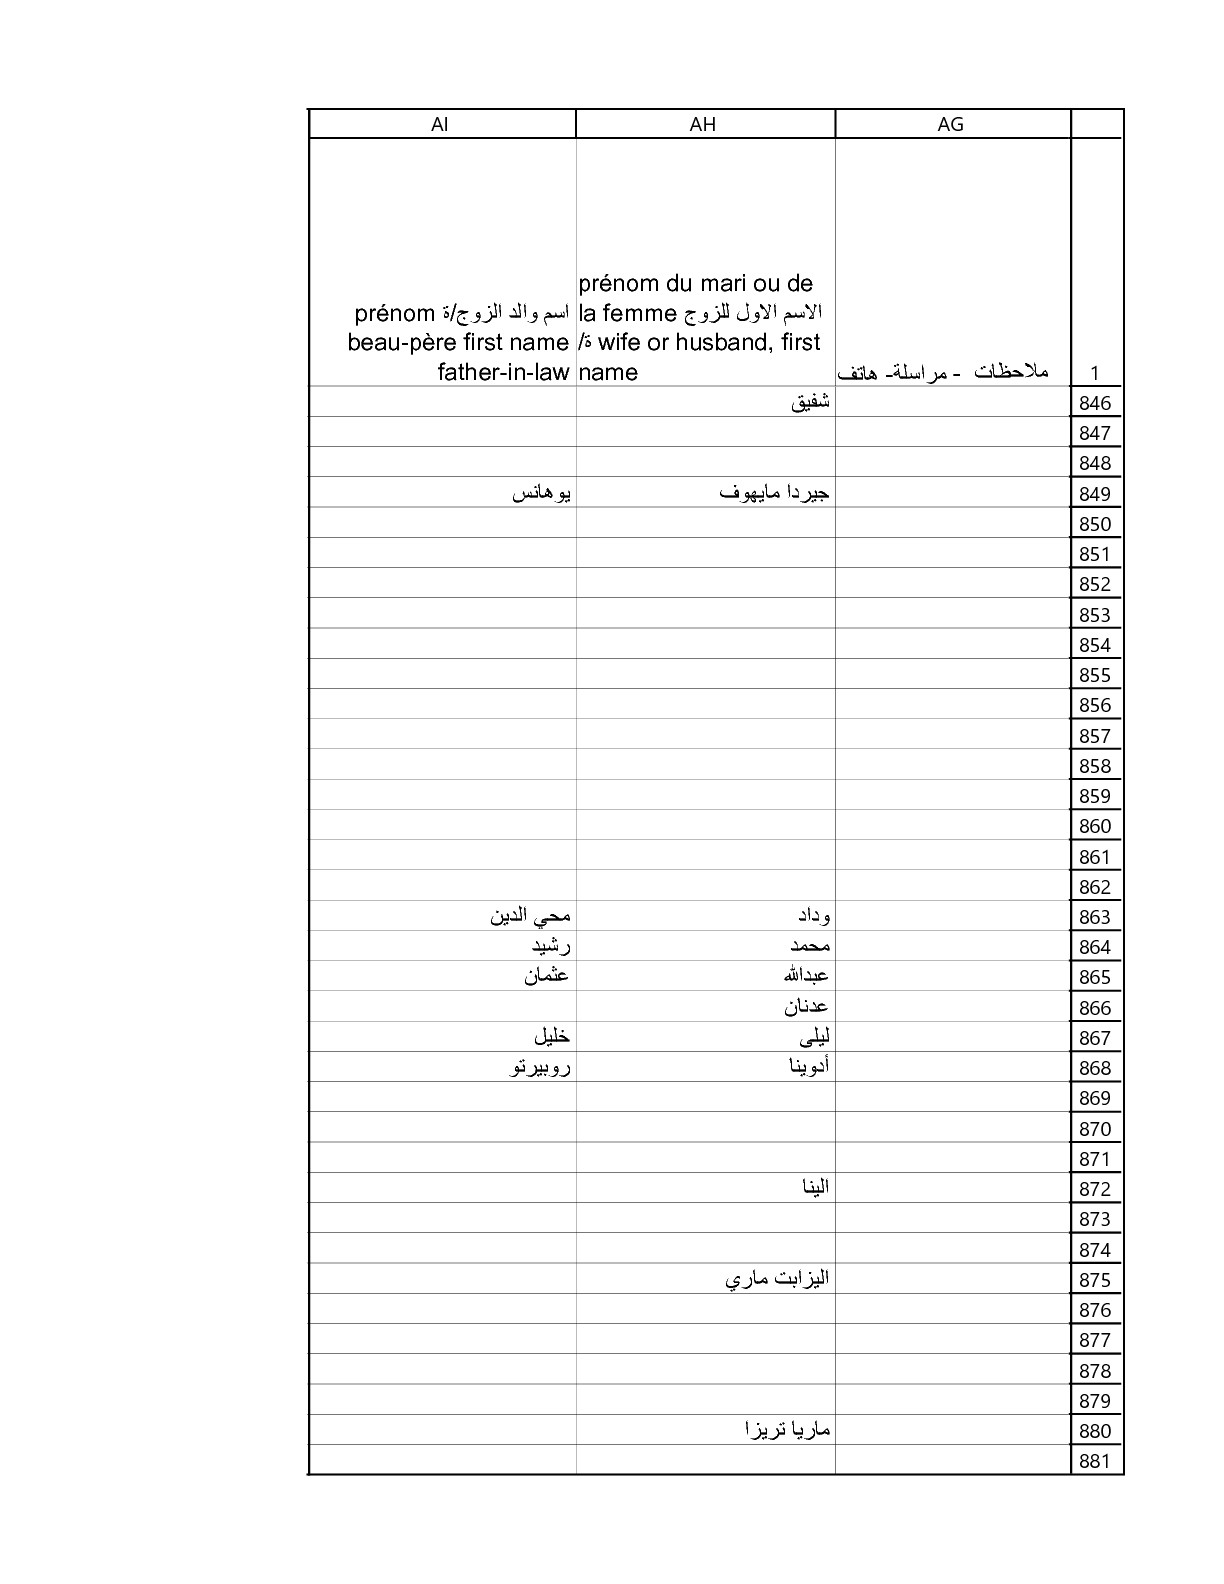 AI AH AG
prénom اسم والد الزوج/ة
beau-père first name
father-in-law
prénom du mari ou de
la femme الاسم الاول للزوج
/ة wife or husband, first
name
ملاحظات - مراسلة- هاتف
1
شفيق 846
847
848
849 جيردا مايهوف يوهانس
850
851
852
853
854
855
856
857
858
859
860
861
862
863 وداد محي الدين
864 محمد رشيد
865 عبدالله عثمان
866 عدنان
867 ليلى خليل
868 أدوينا روبيرتو
869
870
871
872 الينا
873
874
875 اليزابت ماري
876
877
878
879
880 ماريا تريزا
881